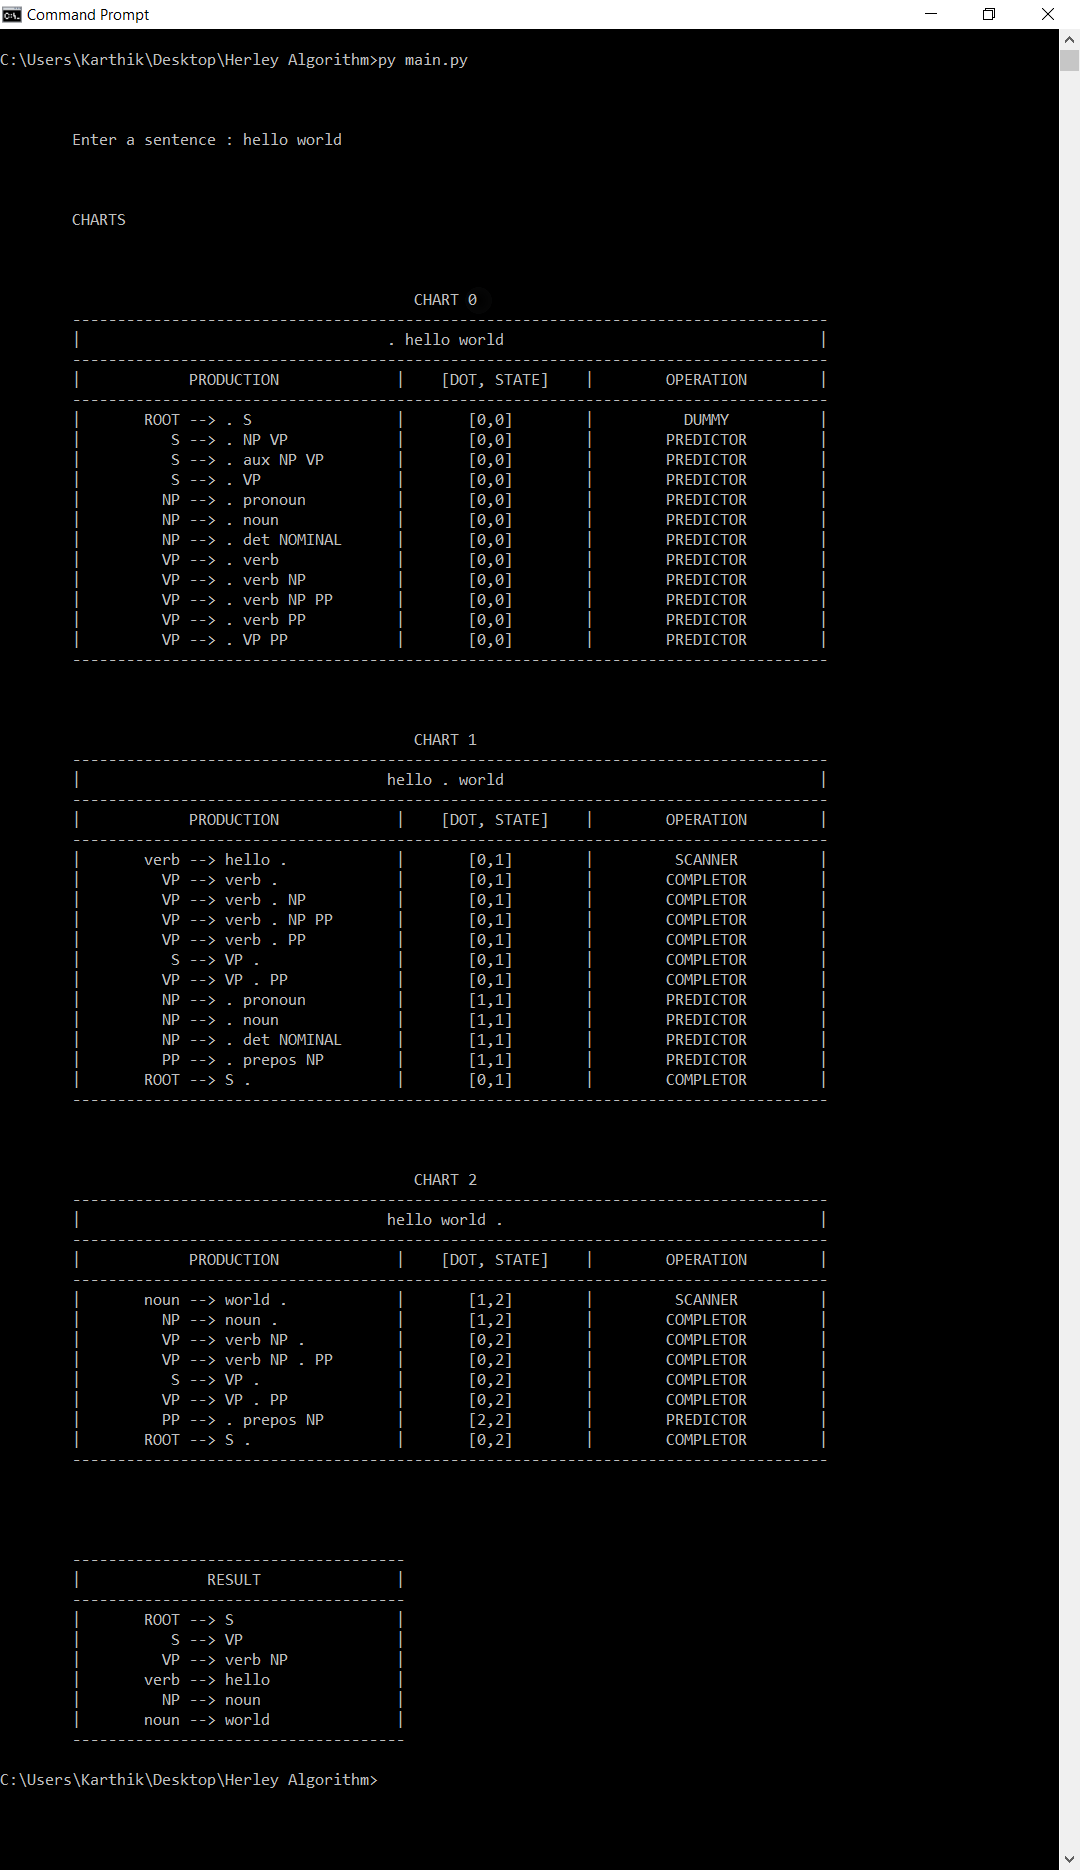 Command Prompt
C:\Users\Karthik\Desktop\Herley Algorithm>py main.py
Enter a sentence : hello world
CHARTS
CHART 0
-----------------------------------------------------------------------------------
| . hello world |
-----------------------------------------------------------------------------------
| PRODUCTION | [DOT, STATE] | OPERATION |
-----------------------------------------------------------------------------------
| ROOT --> . S | [0,0] | DUMMY |
| S --> . NP VP | [0,0] | PREDICTOR |
| S --> . aux NP VP | [0,0] | PREDICTOR |
| S --> . VP | [0,0] | PREDICTOR |
| NP --> . pronoun | [0,0] | PREDICTOR |
| NP --> . noun | [0,0] | PREDICTOR |
| NP --> . det NOMINAL | [0,0] | PREDICTOR |
| VP --> . verb | [0,0] | PREDICTOR |
| VP --> . verb NP | [0,0] | PREDICTOR |
| VP --> . verb NP PP | [0,0] | PREDICTOR |
| VP --> . verb PP | [0,0] | PREDICTOR |
| VP --> . VP PP | [0,0] | PREDICTOR |
-----------------------------------------------------------------------------------
CHART 1
-----------------------------------------------------------------------------------
| hello . world |
-----------------------------------------------------------------------------------
| PRODUCTION | [DOT, STATE] | OPERATION |
-----------------------------------------------------------------------------------
| verb --> hello . | [0,1] | SCANNER |
| VP --> verb . | [0,1] | COMPLETOR |
| VP --> verb . NP | [0,1] | COMPLETOR |
| VP --> verb . NP PP | [0,1] | COMPLETOR |
| VP --> verb . PP | [0,1] | COMPLETOR |
| S --> VP . | [0,1] | COMPLETOR |
| VP --> VP . PP | [0,1] | COMPLETOR |
| NP --> . pronoun | [1,1] | PREDICTOR |
| NP --> . noun | [1,1] | PREDICTOR |
| NP --> . det NOMINAL | [1,1] | PREDICTOR |
| PP --> . prepos NP | [1,1] | PREDICTOR |
| ROOT --> S . | [0,1] | COMPLETOR |
-----------------------------------------------------------------------------------
CHART 2
-----------------------------------------------------------------------------------
| hello world . |
-----------------------------------------------------------------------------------
| PRODUCTION | [DOT, STATE] | OPERATION |
-----------------------------------------------------------------------------------
| noun --> world . | [1,2] | SCANNER |
| NP --> noun . | [1,2] | COMPLETOR |
| VP --> verb NP . | [0,2] | COMPLETOR |
| VP --> verb NP . PP | [0,2] | COMPLETOR |
| S --> VP . | [0,2] | COMPLETOR |
| VP --> VP . PP | [0,2] | COMPLETOR |
| PP --> . prepos NP | [2,2] | PREDICTOR |
| ROOT --> S . | [0,2] | COMPLETOR |
-----------------------------------------------------------------------------------
-------------------------------------
| RESULT |
-------------------------------------
| ROOT --> S |
| S --> VP |
| VP --> verb NP |
| verb --> hello |
| NP --> noun |
| noun --> world |
-------------------------------------
C:\Users\Karthik\Desktop\Herley Algorithm>